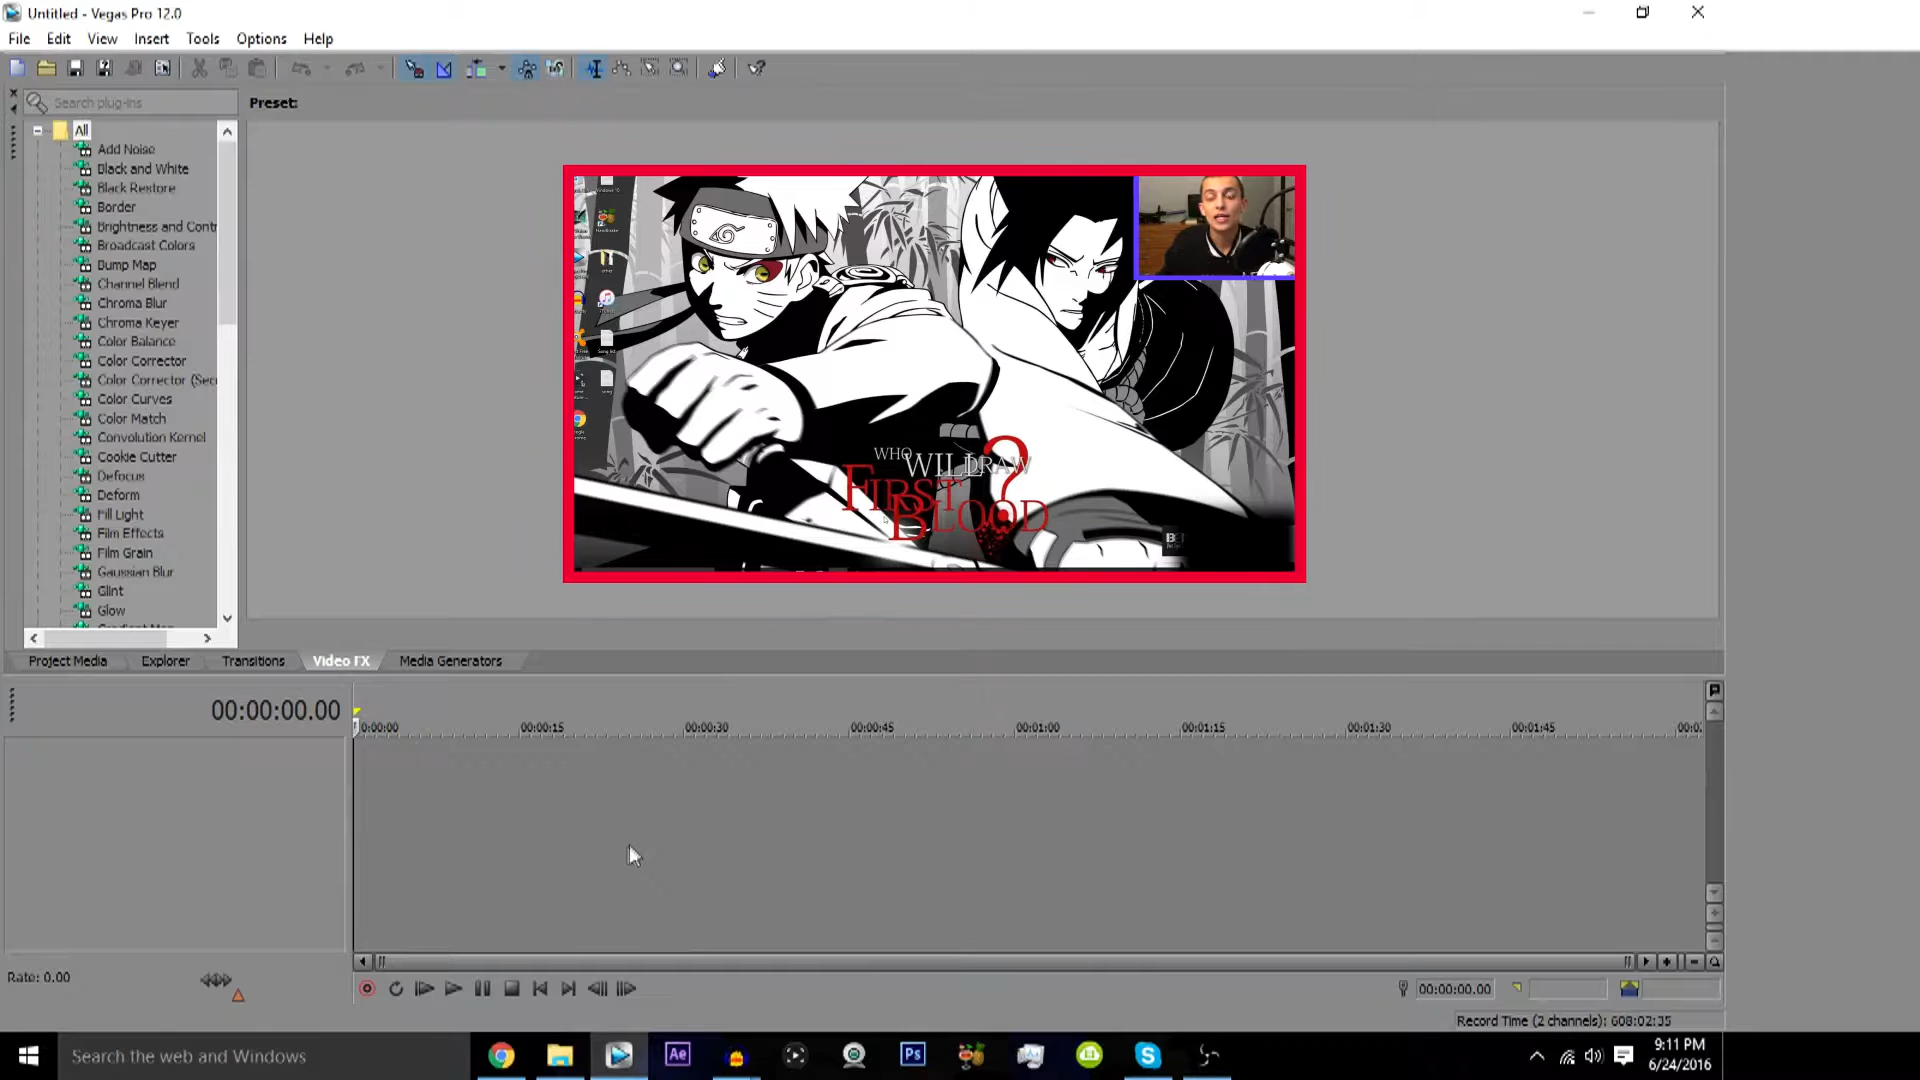 Untitled - Vegas Pro 12.0
File Edit View Insert Tools Options Help
Search plug-ins
Preset:
All
Add Noise
Black and White
Black Restore
Border
Brightness and Contr
Broadcast Colors
Bump Map
Channel Blend
Chroma Blur
Chroma Keyer
Color Balance
Color Corrector
Color Corrector (Sec
Color Curves
Color Match
Convolution Kernel
Cookie Cutter
Defocus
Deform
Fill Light
Film Effects
Film Grain
Gaussian Blur
Glint
Glow
WHO WILL DRAW
FIRST BLOOD ?
Project Media Explorer Transitions Video FX Media Generators
00:00:00.00
0:00:00 00:00:15 00:00:30 00:00:45 00:01:00 00:01:15 00:01:30 00:01:45 00:0
Rate: 0.00
00:00:00.00
Record Time (2 channels): 608:02:35
Search the web and Windows
Ae
Ps
9:11 PM
6/24/2016